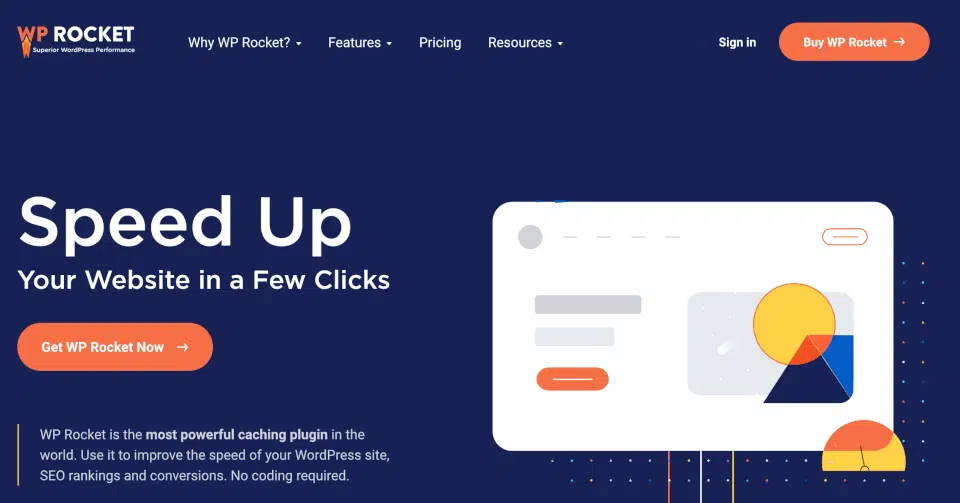 WP ROCKET
Superior WordPress Performance
Why WP Rocket?
Features
Pricing
Resources
Sign in
Buy WP Rocket →
Speed Up
Your Website in a Few Clicks
Get WP Rocket Now →
WP Rocket is the most powerful caching plugin in the
world. Use it to improve the speed of your WordPress site,
SEO rankings and conversions. No coding required.